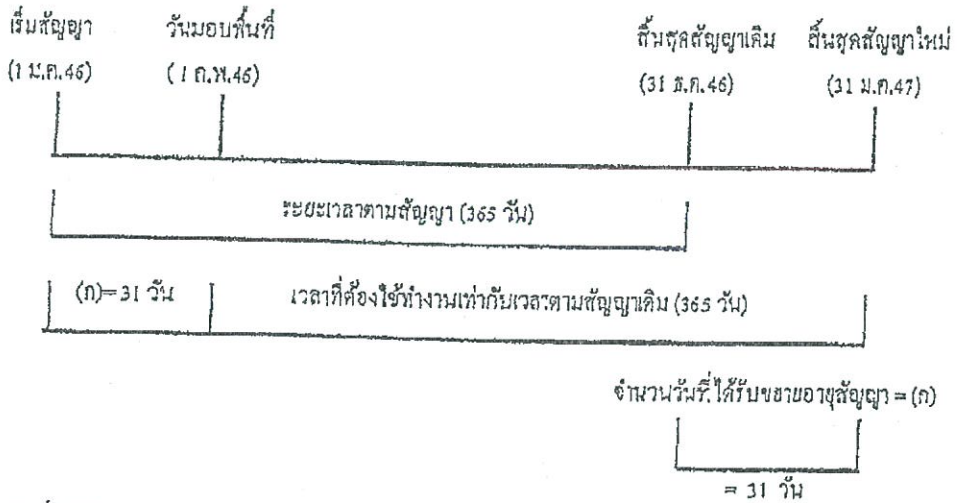 เริ่มสัญญา วันมอบพื้นที่ สิ้นสุดสัญญาเดิม สิ้นสุดสัญญาใหม่
(1 ม.ค.46) (1 ก.พ.46) (31 ธ.ค.46) (31 ม.ค.47)
ระยะเวลาตามสัญญา (365 วัน)
(ก)=31 วัน เวลาที่ต้องใช้ทำงานเท่ากับเวลาตามสัญญาเดิม (365 วัน)
จำนวนวันที่ได้รับขยายอายุสัญญา = (ก)
= 31 วัน